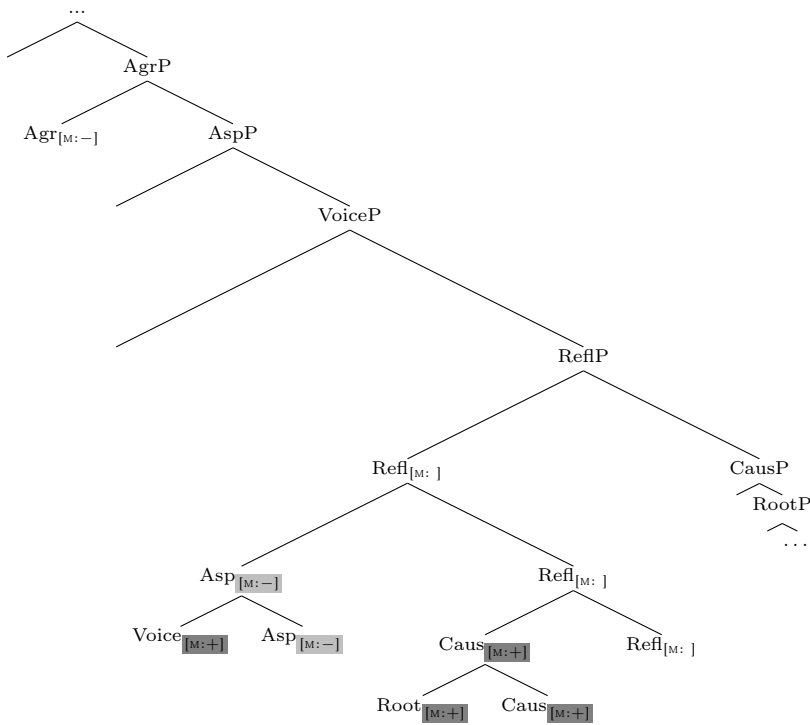 ...
AgrP
Agr[M:−] AspP
VoiceP
ReflP
Refl[M: ] CausP
RootP
...
Asp[M:−] Refl[M: ]
Voice[M:+] Asp[M:−] Caus[M:+] Refl[M: ]
Root[M:+] Caus[M:+]